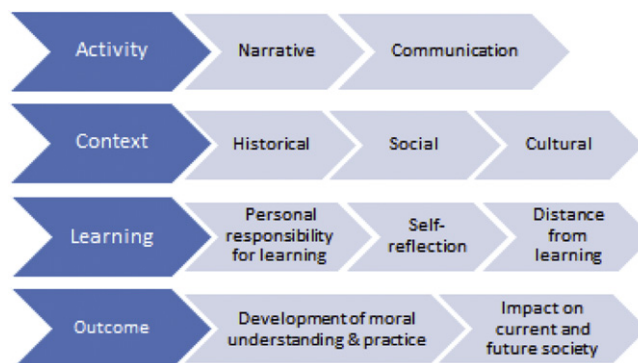 Activity
Narrative
Communication
Context
Historical
Social
Cultural
Learning
Personal
responsibility
for learning
Self-
reflection
Distance
from
learning
Outcome
Development of moral
understanding & practice
Impact on
current and
future society